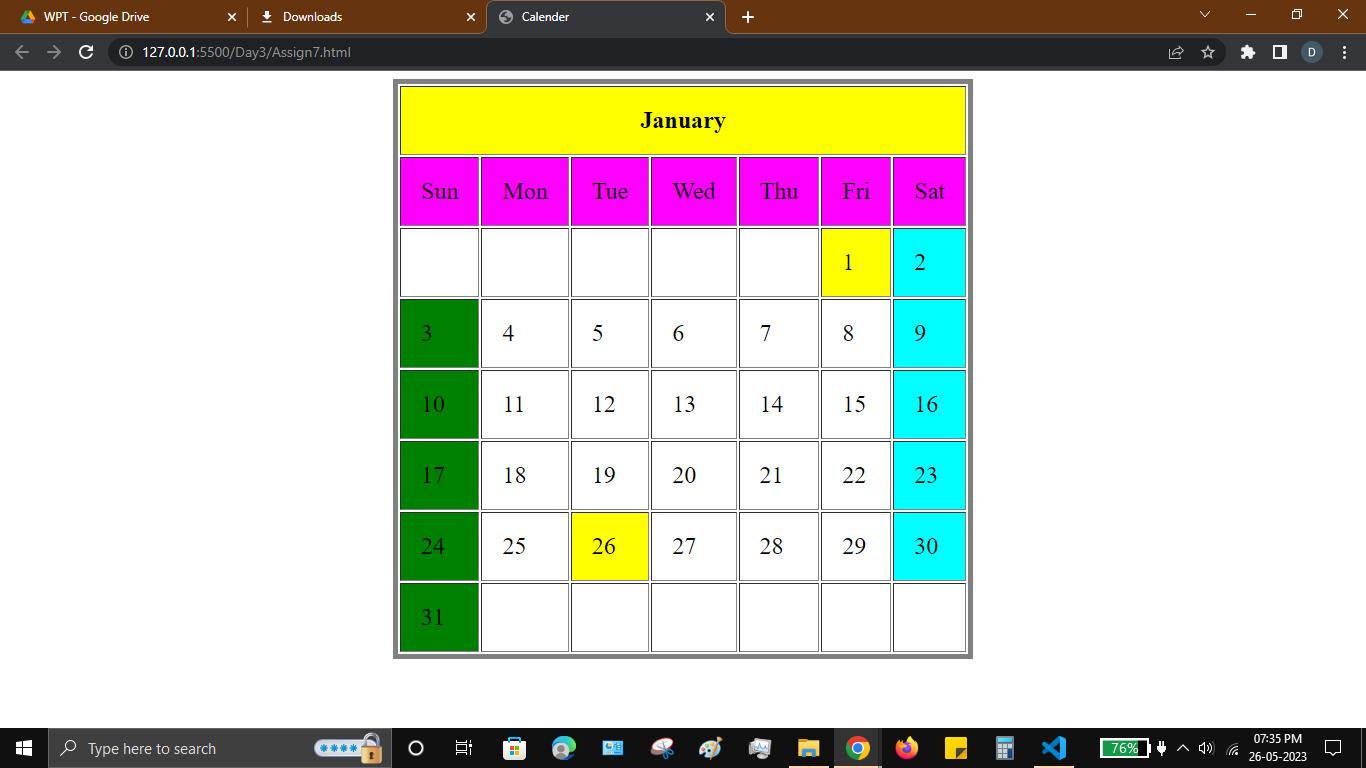 WPT - Google Drive
Downloads
Calender
127.0.0.1:5500/Day3/Assign7.html
D
January
Sun Mon Tue Wed Thu Fri Sat
1 2
3 4 5 6 7 8 9
10 11 12 13 14 15 16
17 18 19 20 21 22 23
24 25 26 27 28 29 30
31
Type here to search
76%
07:35 PM
26-05-2023